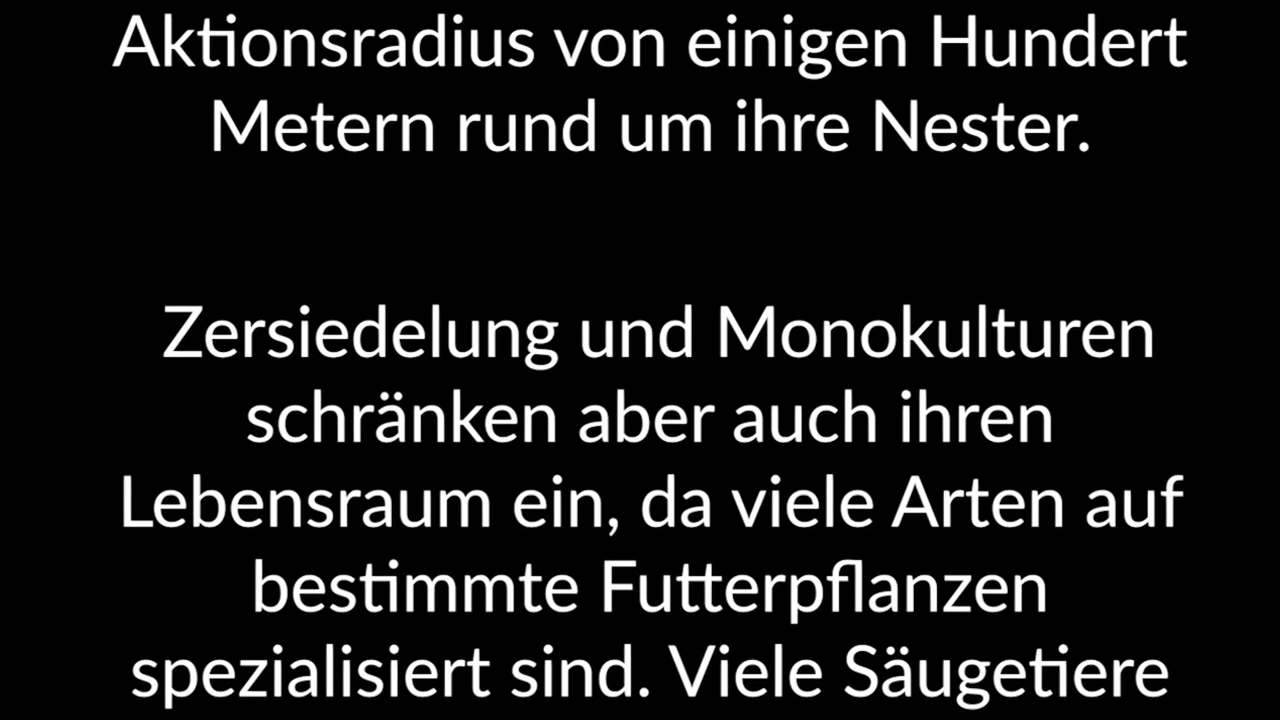 Aktionsradius von einigen Hundert
Metern rund um ihre Nester.
Zersiedelung und Monokulturen
schränken aber auch ihren
Lebensraum ein, da viele Arten auf
bestimmte Futterpflanzen
spezialisiert sind. Viele Säugetiere